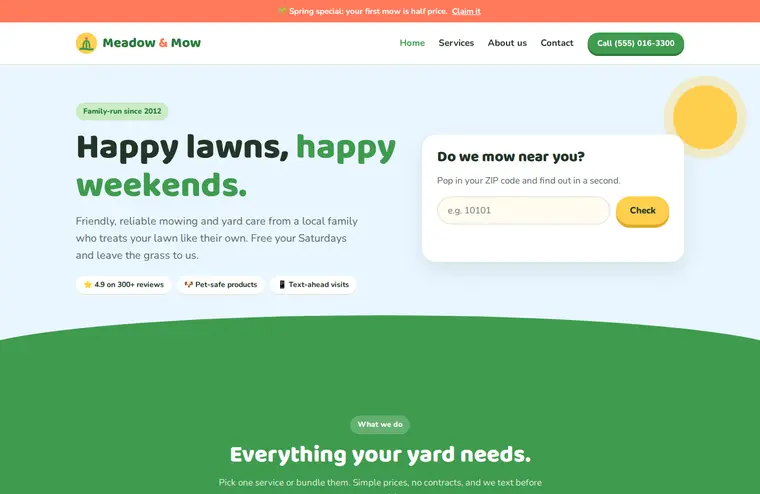 🌱 Spring special: your first mow is half price. Claim it
Meadow & Mow
Home
Services
About us
Contact
Call (555) 016-3300
Family-run since 2012
Happy lawns, happy
weekends.
Friendly, reliable mowing and yard care from a local family
who treats your lawn like their own. Free your Saturdays
and leave the grass to us.
⭐ 4.9 on 300+ reviews
🐶 Pet-safe products
📱 Text-ahead visits
Do we mow near you?
Pop in your ZIP code and find out in a second.
e.g. 10101
Check
What we do
Everything your yard needs.
Pick one service or bundle them. Simple prices, no contracts, and we text before